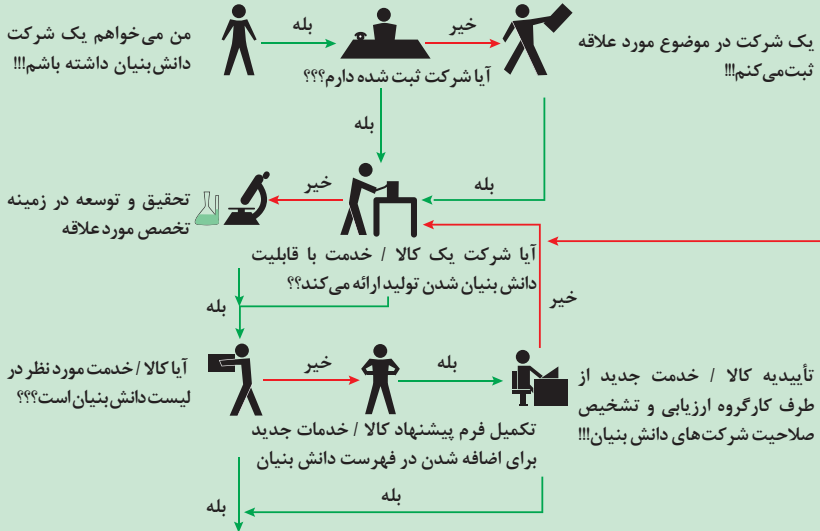 من می‌خواهم یک شرکت
دانش‌بنیان داشته باشم!!!
بله
آیا شرکت ثبت شده دارم؟؟؟
خیر
یک شرکت در موضوع مورد علاقه
ثبت‌می‌کنم!!!
بله
بله
خیر
تحقیق و توسعه در زمینه
تخصص مورد علاقه
آیا شرکت یک کالا / خدمت با قابلیت
دانش بنیان شدن تولید ارائه می‌کند؟؟
خیر
بله
آیا کالا / خدمت مورد نظر در
لیست دانش‌بنیان است؟؟؟
خیر
تکمیل فرم پیشنهاد کالا / خدمات جدید
برای اضافه شدن در فهرست دانش بنیان
بله
تأییدیه کالا / خدمت جدید از
طرف کارگروه ارزیابی و تشخیص
صلاحیت شرکت‌های دانش بنیان!!!
بله
بله